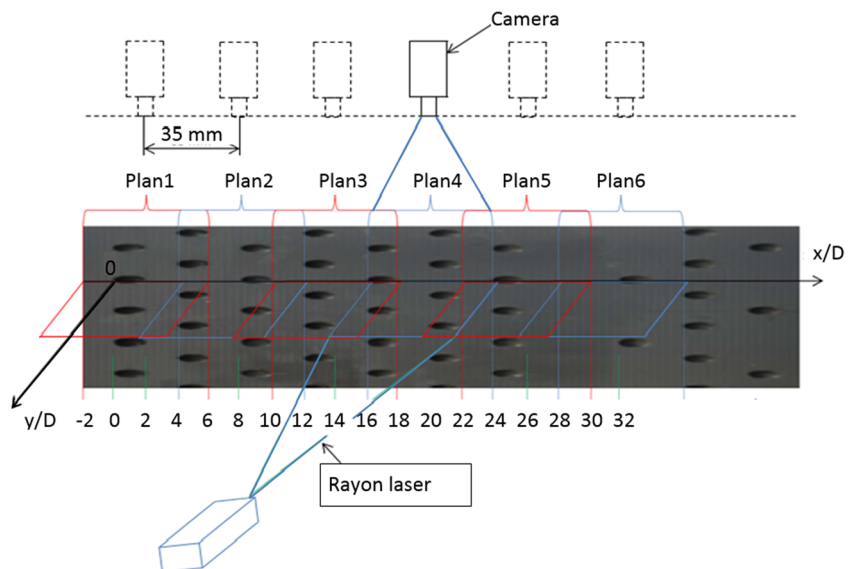 Camera
35 mm
Plan1 Plan2 Plan3 Plan4 Plan5 Plan6
x/D
0
y/D
-2 0 2 4 6 8 10 12 14 16 18 20 22 24 26 28 30 32
Rayon laser